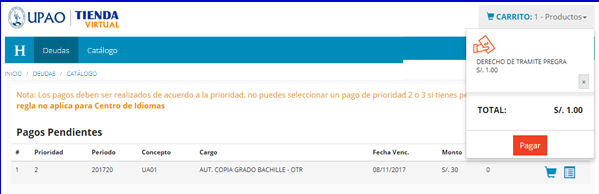 UPAO TIENDA VIRTUAL
CARRITO: 1 - Productos
H Deudas Catálogo
DERECHO DE TRAMITE PREGRA
S/. 1.00
x
INICIO / DEUDAS / CATÁLOGO
Nota: Los pagos deben ser realizados de acuerdo a la prioridad, no puedes seleccionar un pago de prioridad 2 o 3 si tienes
regla no aplica para Centro de Idiomas
TOTAL: S/. 1.00
Pagar
Pagos Pendientes
# Prioridad Periodo Concepto Cargo Fecha Venc. Monto
1 2 201720 UA01 AUT. COPIA GRADO BACHILLE - OTR 08/11/2017 S/. 30 0